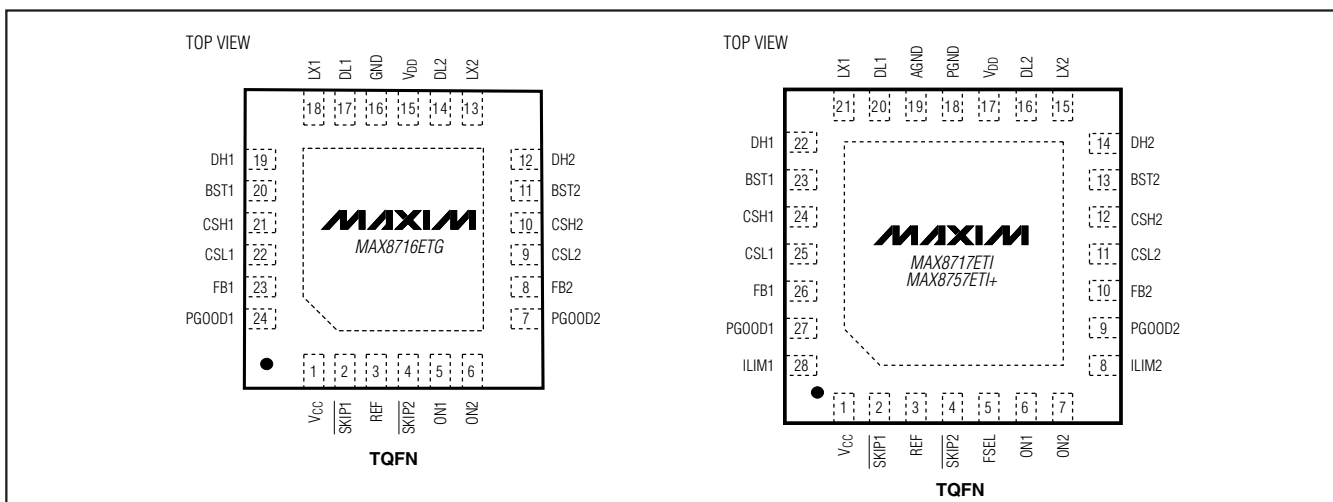 TOP VIEW
LX1 DL1 GND VDD DL2 LX2
18 17 16 15 14 13
DH1 19 12 DH2
BST1 20 11 BST2
CSH1 21 10 CSH2
MAXIM
MAX8716ETG
CSL1 22 9 CSL2
FB1 23 8 FB2
PGOOD1 24 7 PGOOD2
1 2 3 4 5 6
VCC SKIP1 REF SKIP2 ON1 ON2
TQFN
TOP VIEW
LX1 DL1 AGND PGND VDD DL2 LX2
21 20 19 18 17 16 15
DH1 22 14 DH2
BST1 23 13 BST2
CSH1 24 12 CSH2
MAXIM
CSL1 25 11 CSL2
MAX8717ETI
MAX8757ETI+
FB1 26 10 FB2
PGOOD1 27 9 PGOOD2
ILIM1 28 8 ILIM2
1 2 3 4 5 6 7
VCC SKIP1 REF SKIP2 FSEL ON1 ON2
TQFN